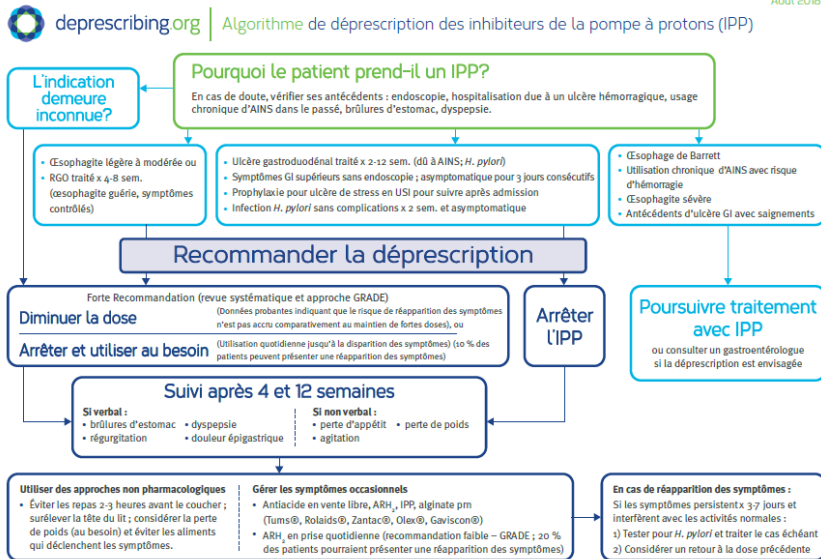 Août 2018
deprescribing.org | Algorithme de déprescription des inhibiteurs de la pompe à protons (IPP)
L'indication
demeure
inconnue?
Pourquoi le patient prend-il un IPP?
En cas de doute, vérifier ses antécédents : endoscopie, hospitalisation due à un ulcère hémorragique, usage
chronique d'AINS dans le passé, brûlures d'estomac, dyspepsie.
• Œsophagite légère à modérée ou
• RGO traité x 4-8 sem.
(œsophagite guérie, symptômes
contrôlés)
• Ulcère gastroduodénal traité x 2-12 sem. (dû à AINS; H. pylori)
• Symptômes GI supérieurs sans endoscopie ; asymptomatique pour 3 jours consécutifs
• Prophylaxie pour ulcère de stress en USI pour suivre après admission
• Infection H. pylori sans complications x 2 sem. et asymptomatique
• Œsophage de Barrett
• Utilisation chronique d'AINS avec risque
d'hémorragie
• Œsophagite sévère
• Antécédents d'ulcère GI avec saignements
Recommander la déprescription
Forte Recommandation (revue systématique et approche GRADE)
Diminuer la dose
(Données probantes indiquant que le risque de réapparition des symptômes
n'est pas accru comparativement au maintien de fortes doses), ou
Arrêter et utiliser au besoin
(Utilisation quotidienne jusqu'à la disparition des symptômes) (10 % des
patients peuvent présenter une réapparition des symptômes)
Arrêter
l'IPP
Poursuivre traitement
avec IPP
ou consulter un gastroentérologue
si la déprescription est envisagée
Suivi après 4 et 12 semaines
Si verbal :
• brûlures d'estomac • dyspepsie
• régurgitation • douleur épigastrique
Si non verbal :
• perte d'appétit • perte de poids
• agitation
Utiliser des approches non pharmacologiques
• Éviter les repas 2-3 heures avant le coucher ;
surélever la tête du lit ; considérer la perte
de poids (au besoin) et éviter les aliments
qui déclenchent les symptômes.
Gérer les symptômes occasionnels
• Antiacide en vente libre, ARH₂, IPP, alginate prn
(Tums®, Rolaids®, Zantac®, Olex®, Gaviscon®)
• ARH₂ en prise quotidienne (recommandation faible – GRADE ; 20 %
des patients pourraient présenter une réapparition des symptômes)
En cas de réapparition des symptômes :
Si les symptômes persistent x 3-7 jours et
interfèrent avec les activités normales :
1) Tester pour H. pylori et traiter le cas échéant
2) Considérer un retour à la dose précédente